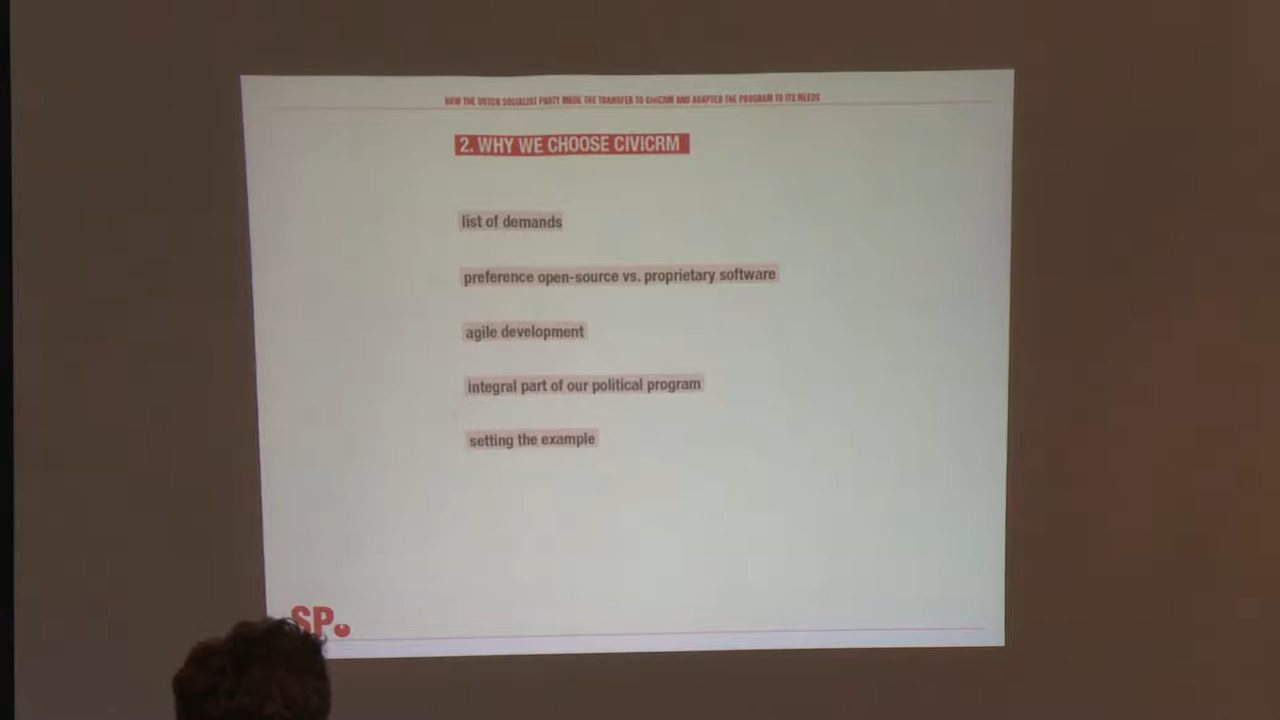 HOW THE DUTCH SOCIALIST PARTY MADE THE TRANSFER TO CiviCRM AND ADAPTED THE PROGRAM TO ITS NEEDS
2. WHY WE CHOOSE CIVICRM
list of demands
preference open-source vs. proprietary software
agile development
integral part of our political program
setting the example
SP.